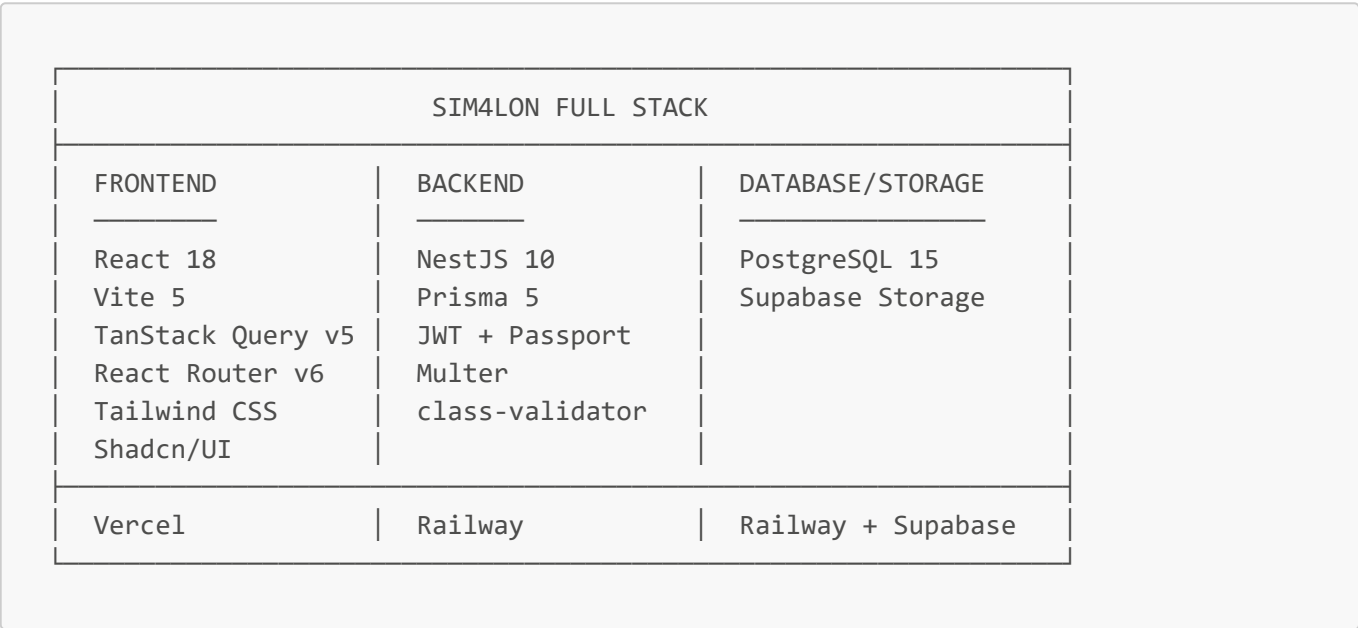 SIM4LON FULL STACK
FRONTEND BACKEND DATABASE/STORAGE
React 18 NestJS 10 PostgreSQL 15
Vite 5 Prisma 5 Supabase Storage
TanStack Query v5 JWT + Passport
React Router v6 Multer
Tailwind CSS class-validator
Shadcn/UI
Vercel Railway Railway + Supabase